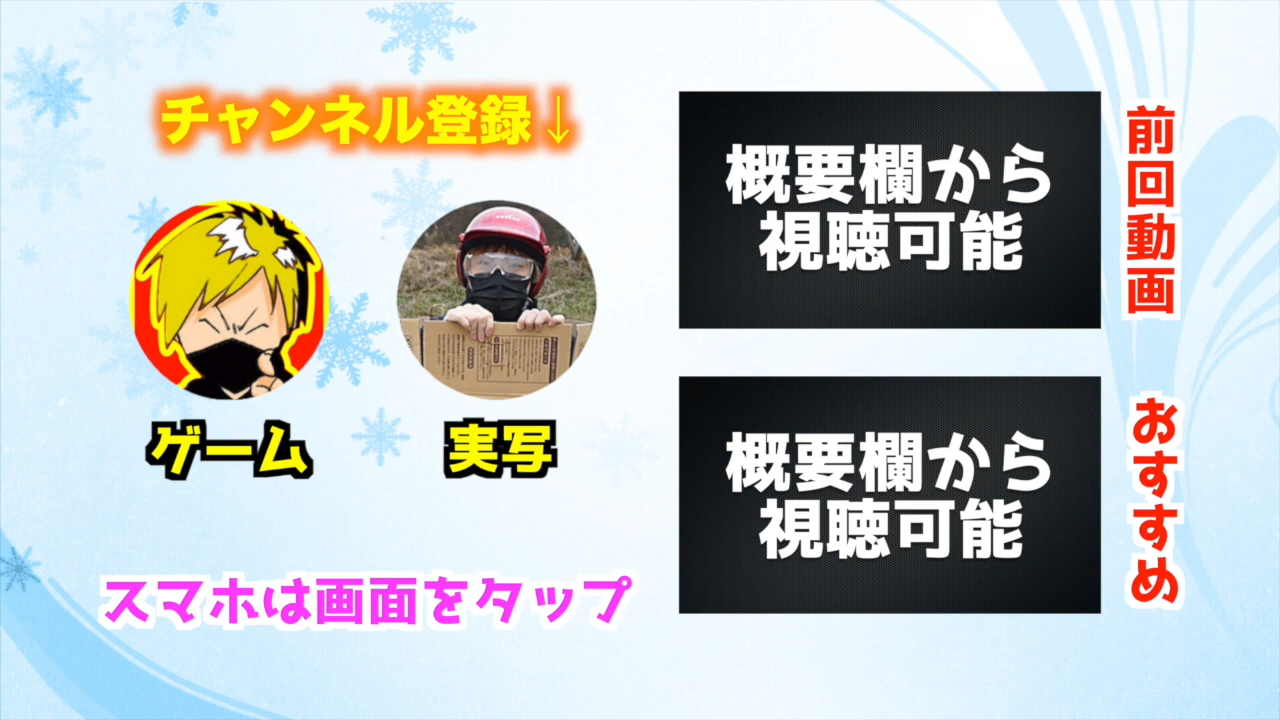 チャンネル登録↓
ゲーム
実写
スマホは画面をタップ
概要欄から
視聴可能
前回動画
概要欄から
視聴可能
おすすめ